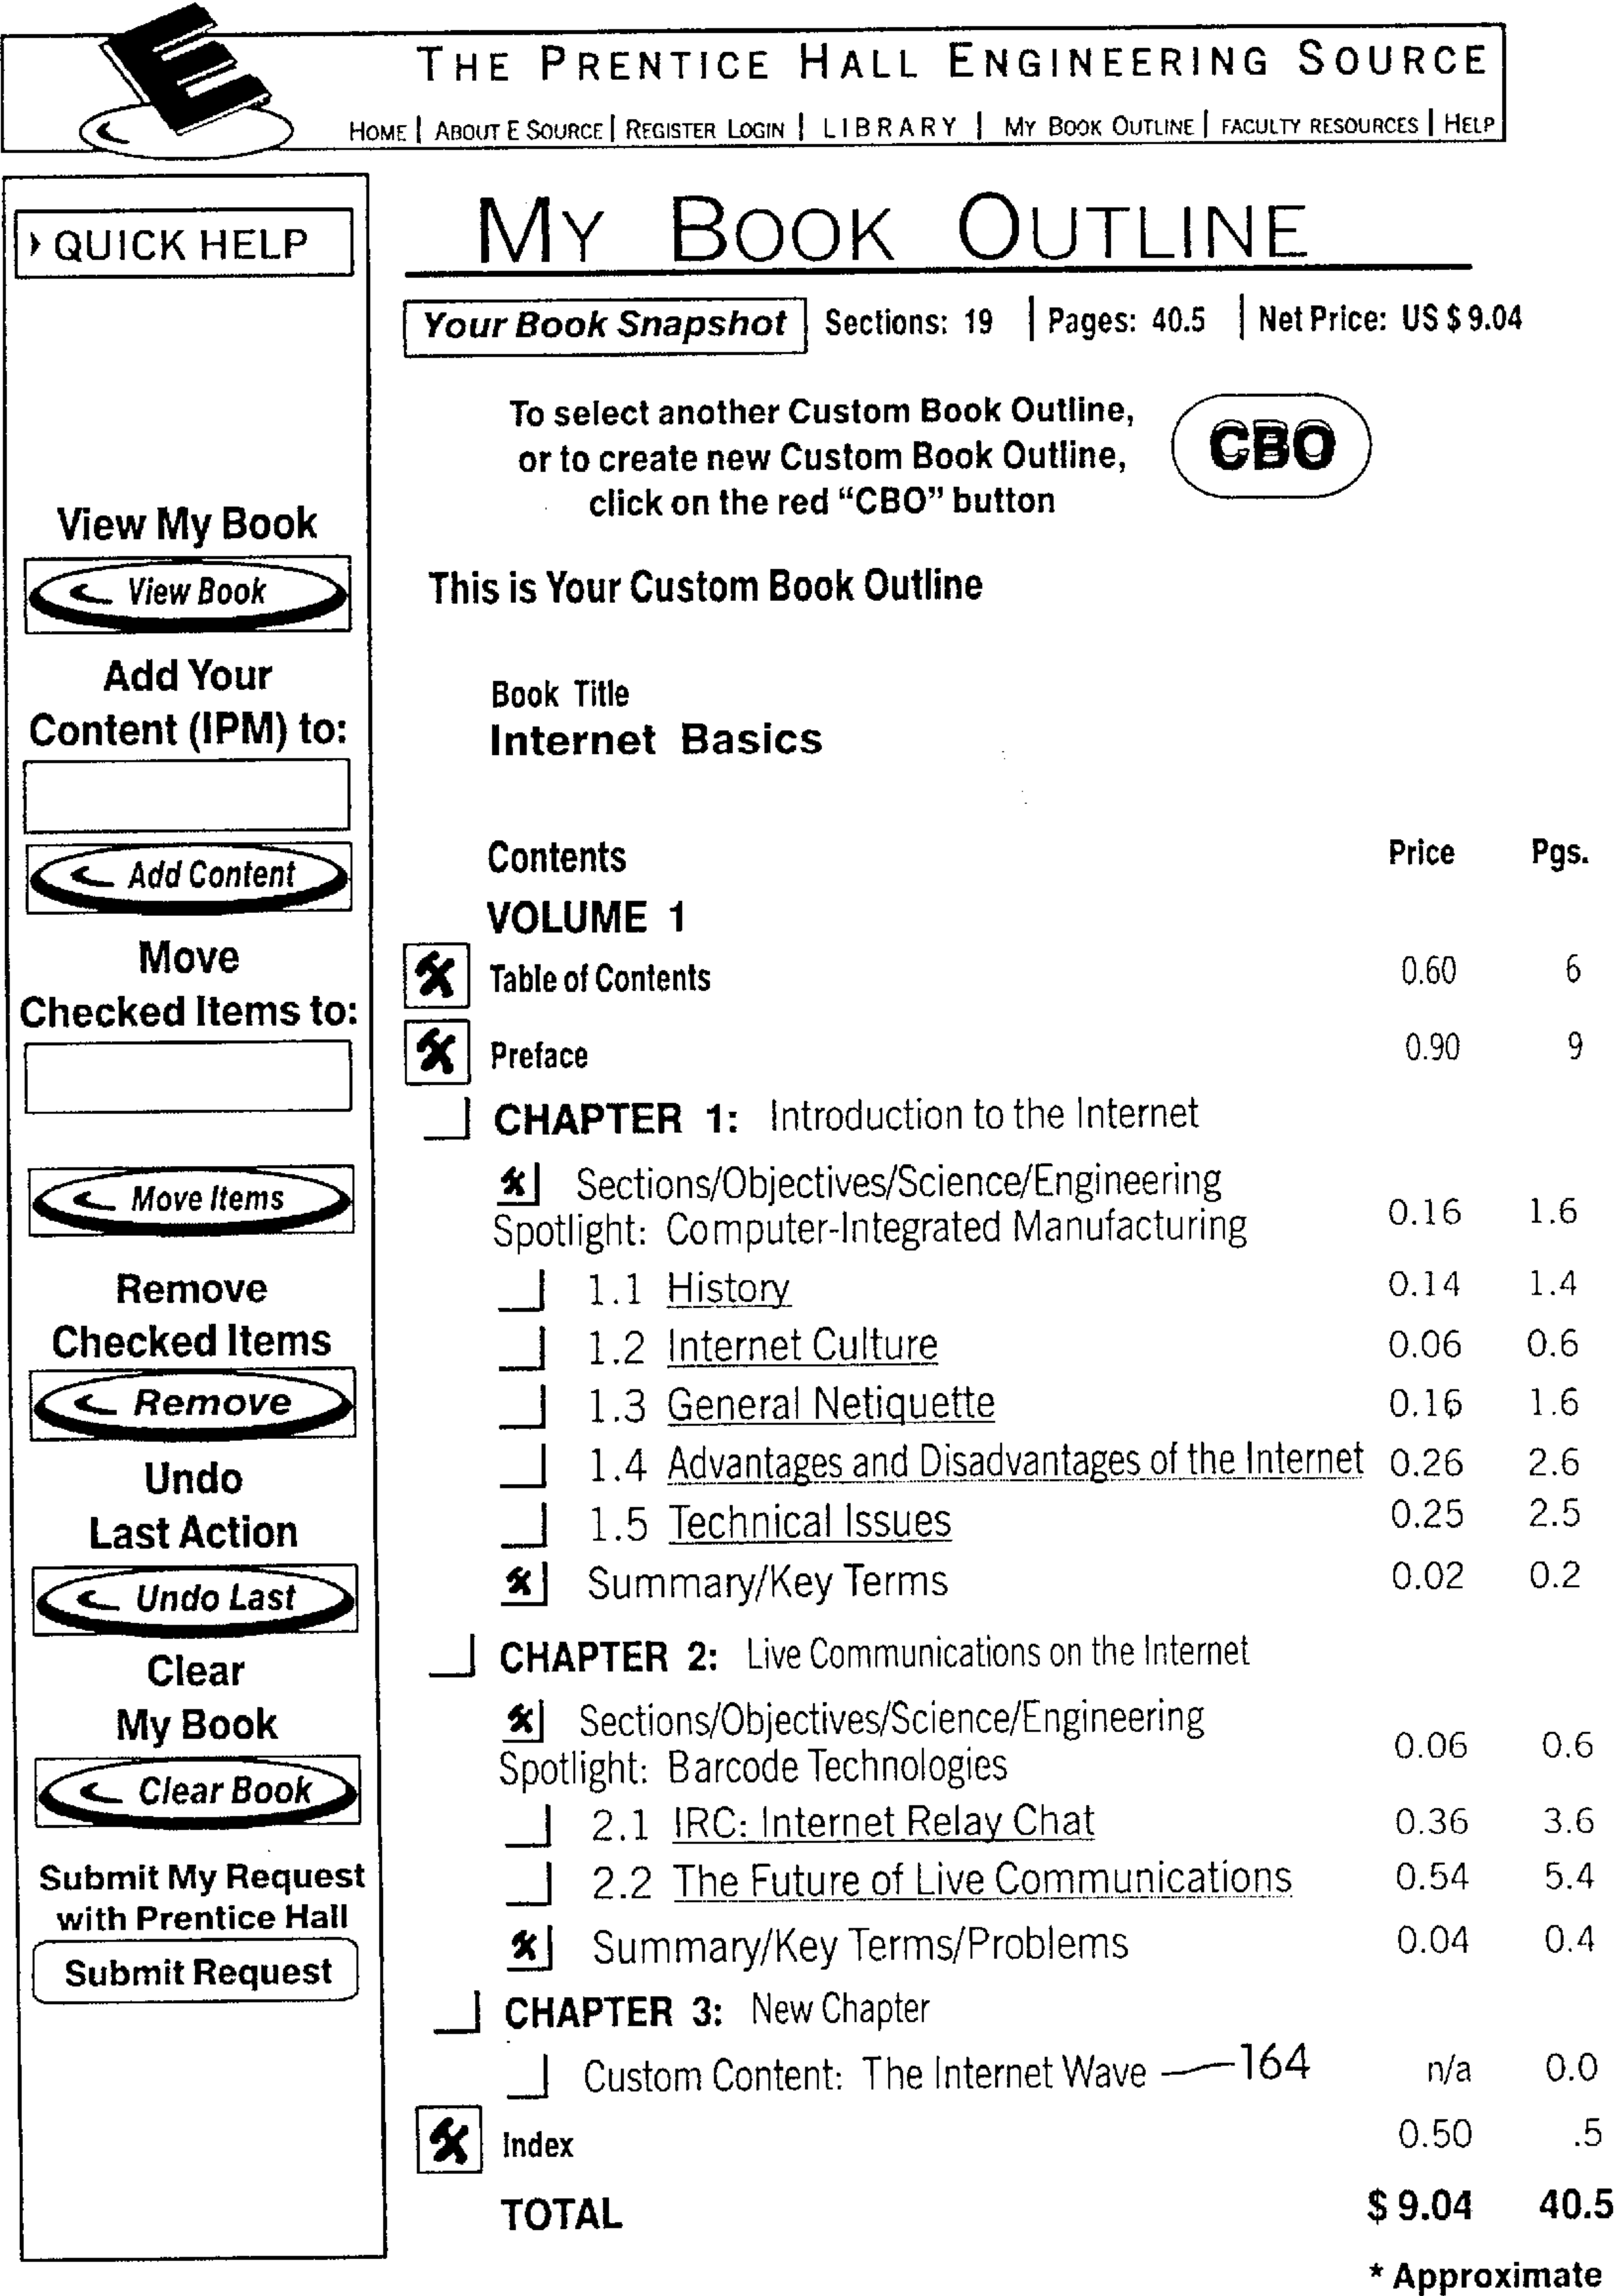 THE PRENTICE HALL ENGINEERING SOURCE
HOME | ABOUT E SOURCE | REGISTER LOGIN | LIBRARY | MY BOOK OUTLINE | FACULTY RESOURCES | HELP
QUICK HELP
View My Book
View Book
Add Your
Content (IPM) to:
Add Content
Move
Checked Items to:
Move Items
Remove
Checked Items
Remove
Undo
Last Action
Undo Last
Clear
My Book
Clear Book
Submit My Request
with Prentice Hall
Submit Request
MY BOOK OUTLINE
Your Book Snapshot Sections: 19 | Pages: 40.5 | Net Price: US $ 9.04
To select another Custom Book Outline,
or to create new Custom Book Outline,
click on the red “CBO” button
CBO
This is Your Custom Book Outline
Book Title
Internet Basics
Contents Price Pgs.
VOLUME 1
Table of Contents 0.60 6
Preface 0.90 9
CHAPTER 1: Introduction to the Internet
Sections/Objectives/Science/Engineering
Spotlight: Computer-Integrated Manufacturing 0.16 1.6
1.1 History 0.14 1.4
1.2 Internet Culture 0.06 0.6
1.3 General Netiquette 0.16 1.6
1.4 Advantages and Disadvantages of the Internet 0.26 2.6
1.5 Technical Issues 0.25 2.5
Summary/Key Terms 0.02 0.2
CHAPTER 2: Live Communications on the Internet
Sections/Objectives/Science/Engineering
Spotlight: Barcode Technologies 0.06 0.6
2.1 IRC: Internet Relay Chat 0.36 3.6
2.2 The Future of Live Communications 0.54 5.4
Summary/Key Terms/Problems 0.04 0.4
CHAPTER 3: New Chapter
Custom Content: The Internet Wave 164 n/a 0.0
Index 0.50 .5
TOTAL $ 9.04 40.5
* Approximate